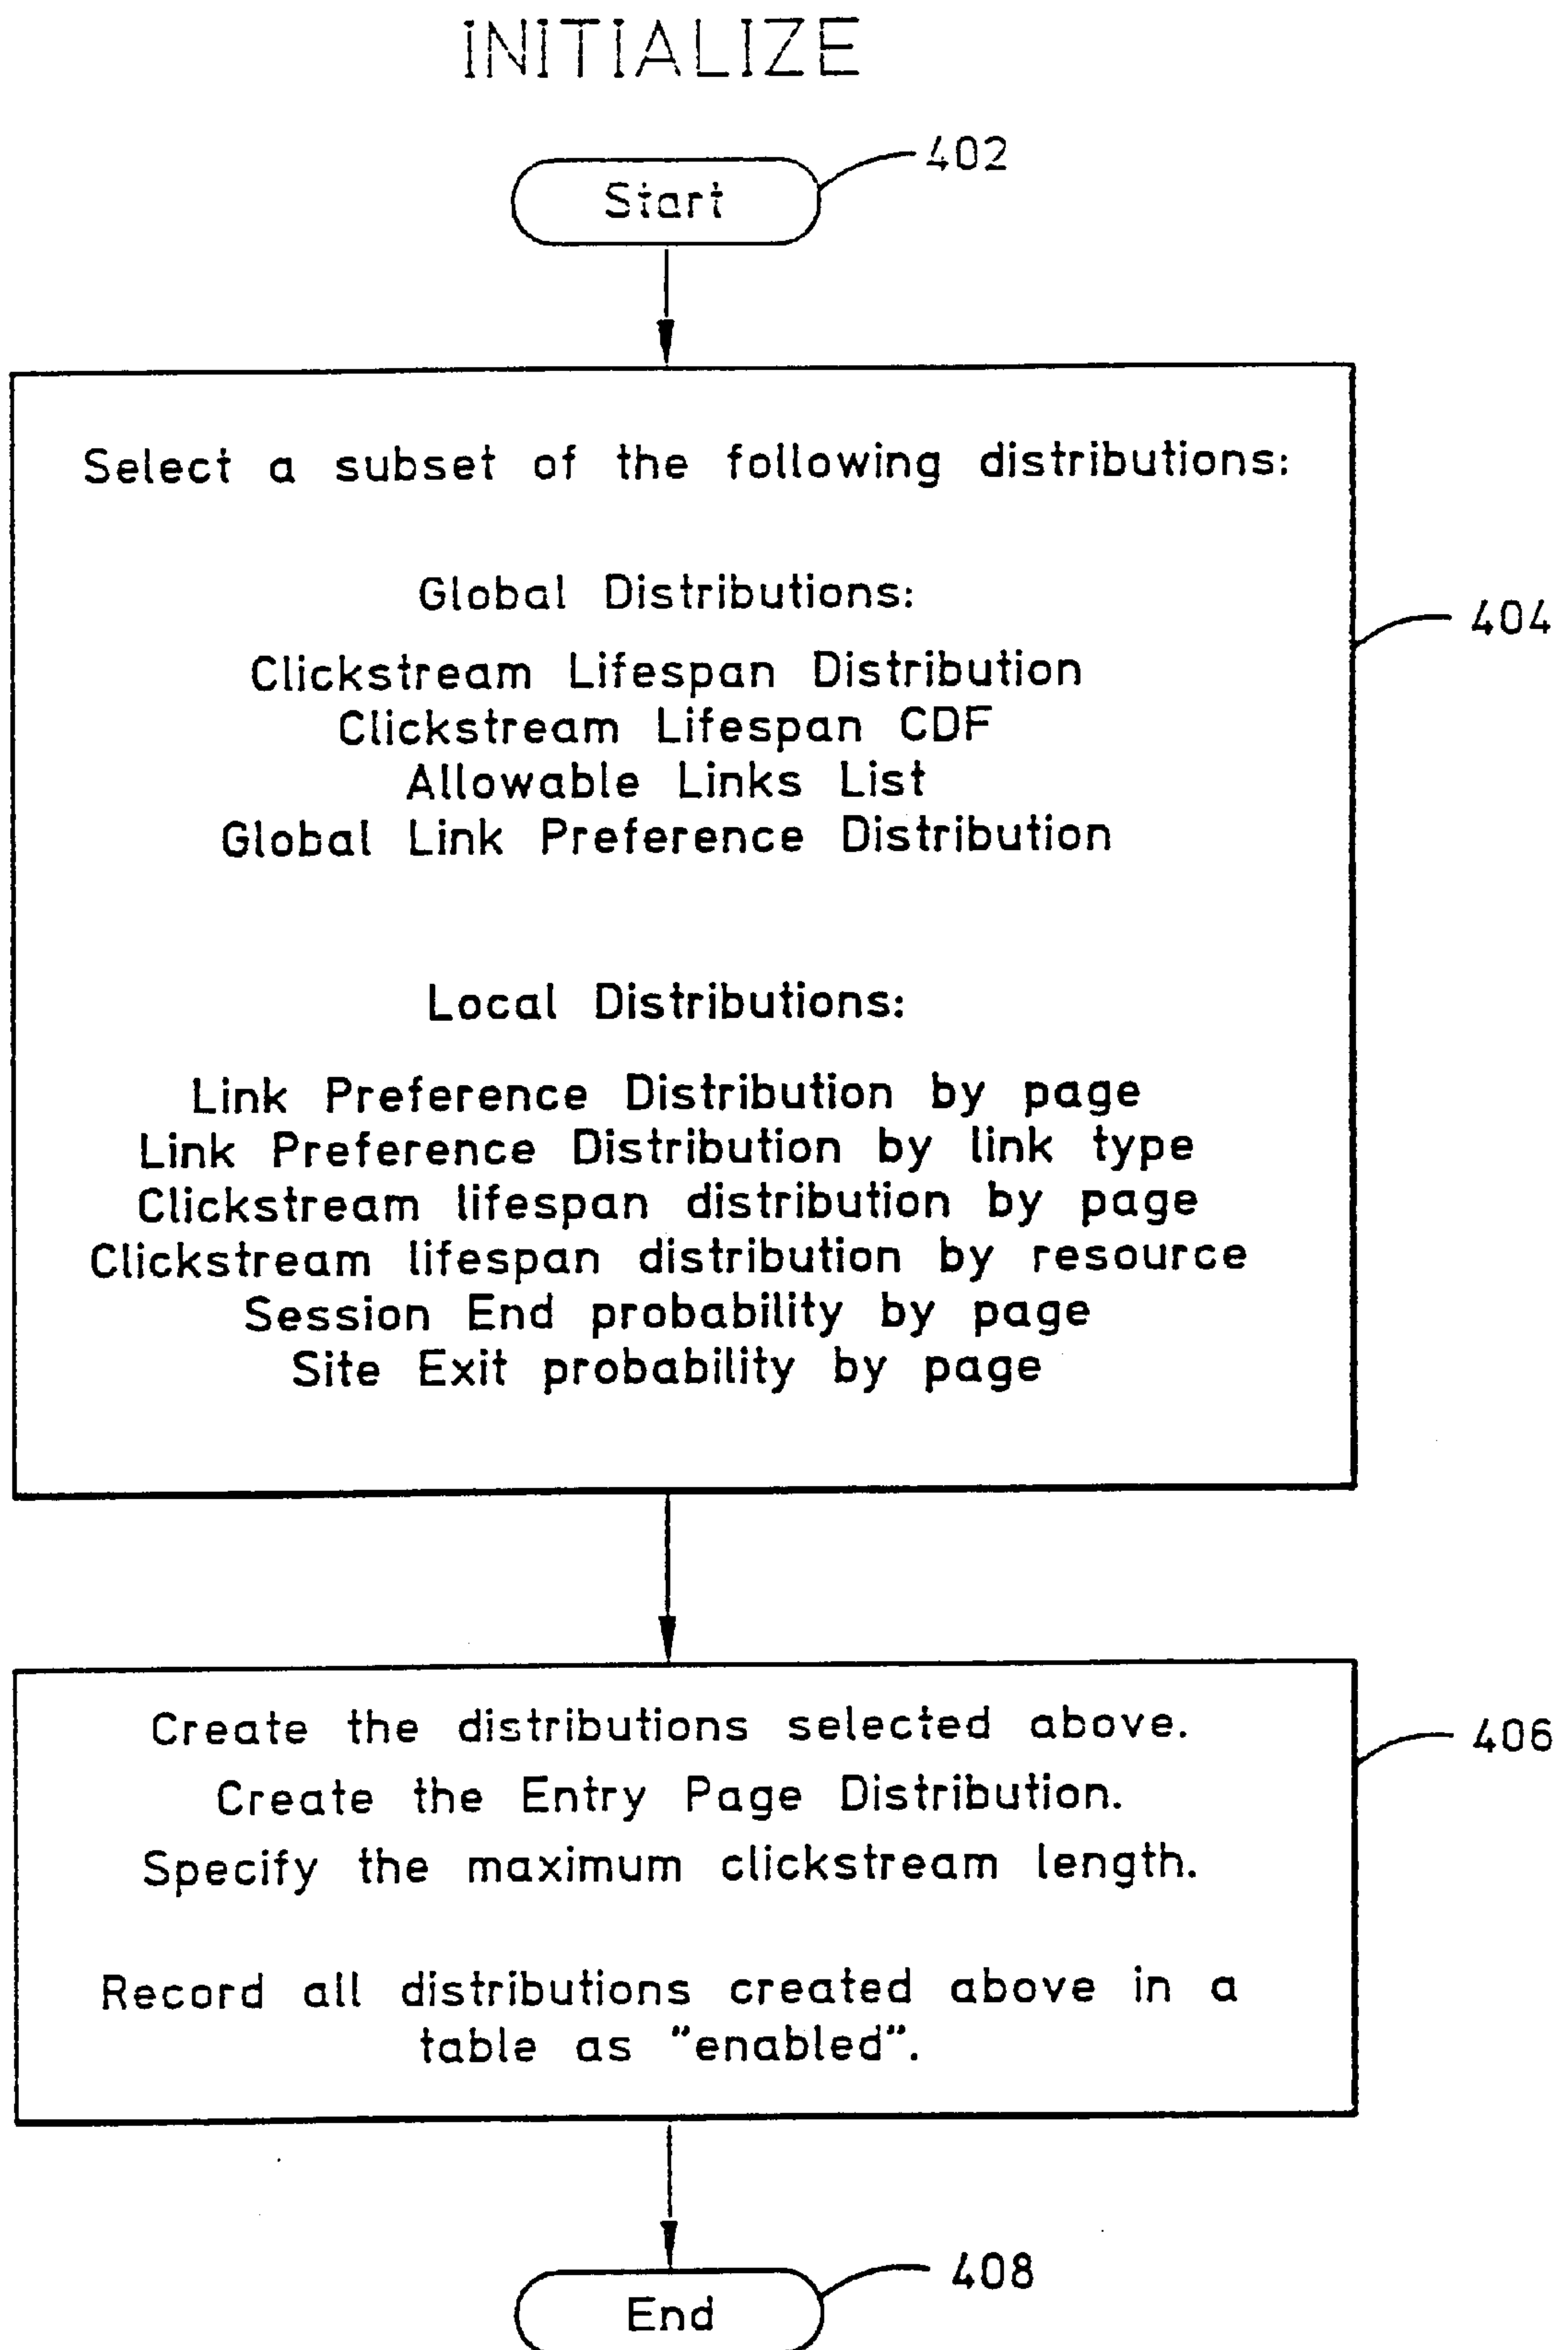 INITIALIZE
402
Start
Select a subset of the following distributions:
Global Distributions:
404
Clickstream Lifespan Distribution
Clickstream Lifespan CDF
Allowable Links List
Global Link Preference Distribution
Local Distributions:
Link Preference Distribution by page
Link Preference Distribution by link type
Clickstream lifespan distribution by page
Clickstream lifespan distribution by resource
Session End probability by page
Site Exit probability by page
Create the distributions selected above.
406
Create the Entry Page Distribution.
Specify the maximum clickstream length.
Record all distributions created above in a
table as "enabled".
408
End